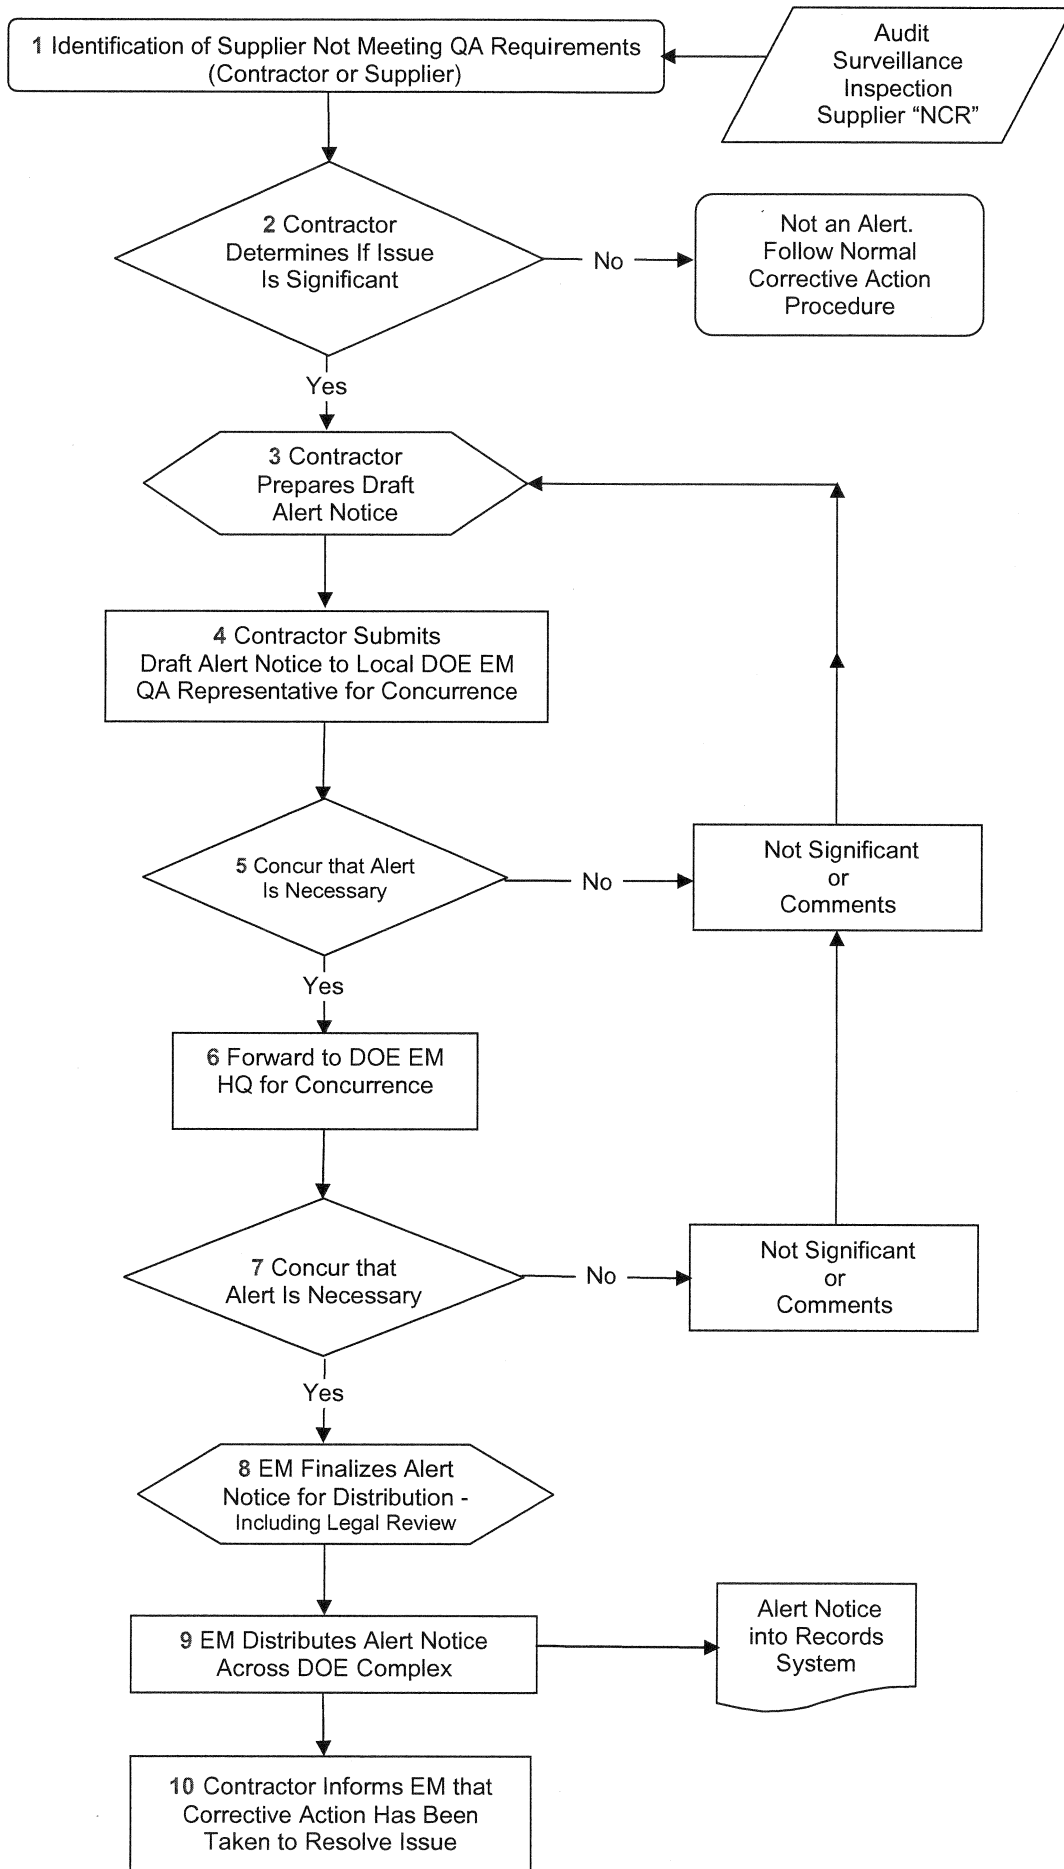 1 Identification of Supplier Not Meeting QA Requirements
(Contractor or Supplier)
Audit
Surveillance
Inspection
Supplier “NCR”
2 Contractor
Determines If Issue
Is Significant
No
Not an Alert.
Follow Normal
Corrective Action
Procedure
Yes
3 Contractor
Prepares Draft
Alert Notice
4 Contractor Submits
Draft Alert Notice to Local DOE EM
QA Representative for Concurrence
5 Concur that Alert
Is Necessary
No
Not Significant
or
Comments
Yes
6 Forward to DOE EM
HQ for Concurrence
7 Concur that
Alert Is Necessary
No
Not Significant
or
Comments
Yes
8 EM Finalizes Alert
Notice for Distribution -
Including Legal Review
9 EM Distributes Alert Notice
Across DOE Complex
Alert Notice
into Records
System
10 Contractor Informs EM that
Corrective Action Has Been
Taken to Resolve Issue